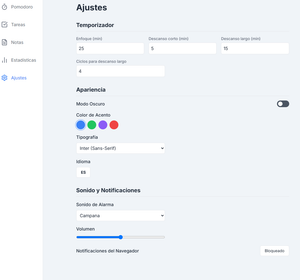 Pomodoro
Tareas
Notas
Estadísticas
Ajustes
Ajustes
Temporizador
Enfoque (min)
Descanso corto (min)
Descanso largo (min)
25
5
15
Ciclos para descanso largo
4
Apariencia
Modo Oscuro
Color de Acento
Tipografía
Inter (Sans-Serif)
Idioma
ES
Sonido y Notificaciones
Sonido de Alarma
Campana
Volumen
Notificaciones del Navegador
Bloqueado